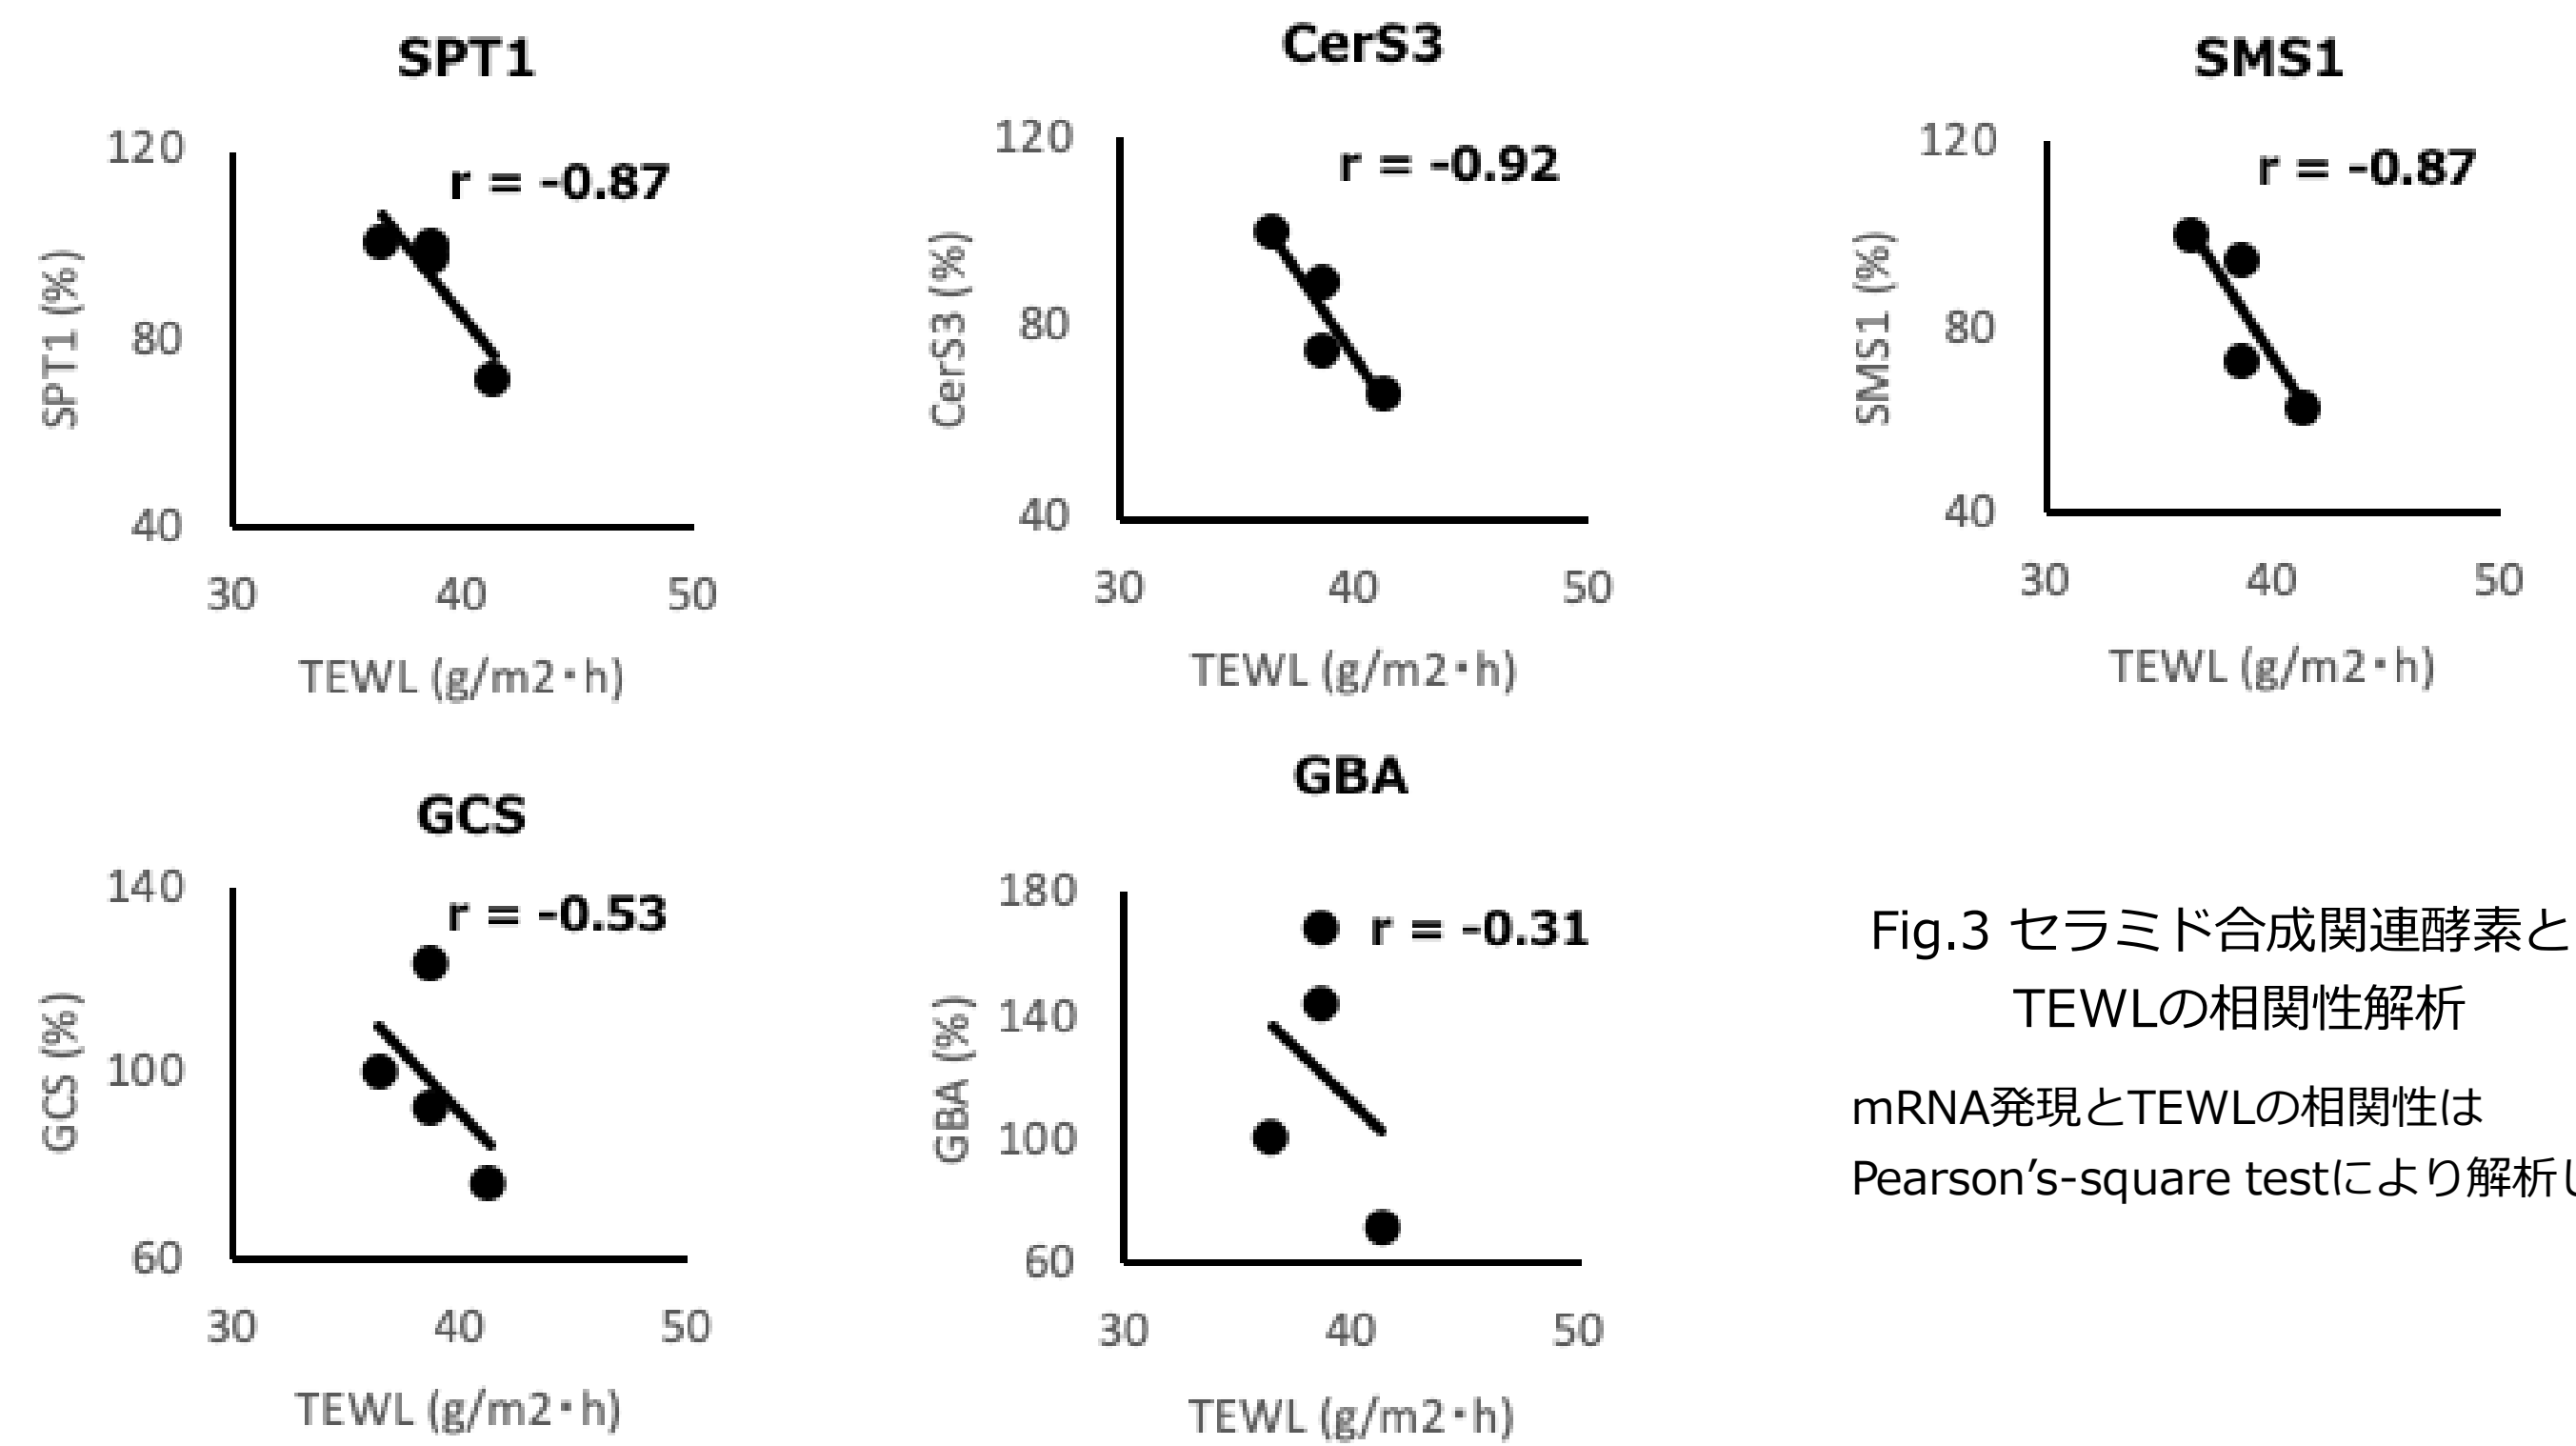 SPT1
r = -0.87
120
80
40
SPT1 (%)
30 40 50
TEWL (g/m2・h)
CerS3
r = -0.92
120
80
40
CerS3 (%)
30 40 50
TEWL (g/m2・h)
SMS1
r = -0.87
120
80
40
SMS1 (%)
30 40 50
TEWL (g/m2・h)
GCS
r = -0.53
140
100
60
GCS (%)
30 40 50
TEWL (g/m2・h)
GBA
r = -0.31
180
140
100
60
GBA (%)
30 40 50
TEWL (g/m2・h)
Fig.3 セラミド合成関連酵素と
TEWLの相関性解析
mRNA発現とTEWLの相関性は
Pearson’s-square testにより解析し